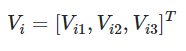 V_i = [V_{i1}, V_{i2}, V_{i3}]^T